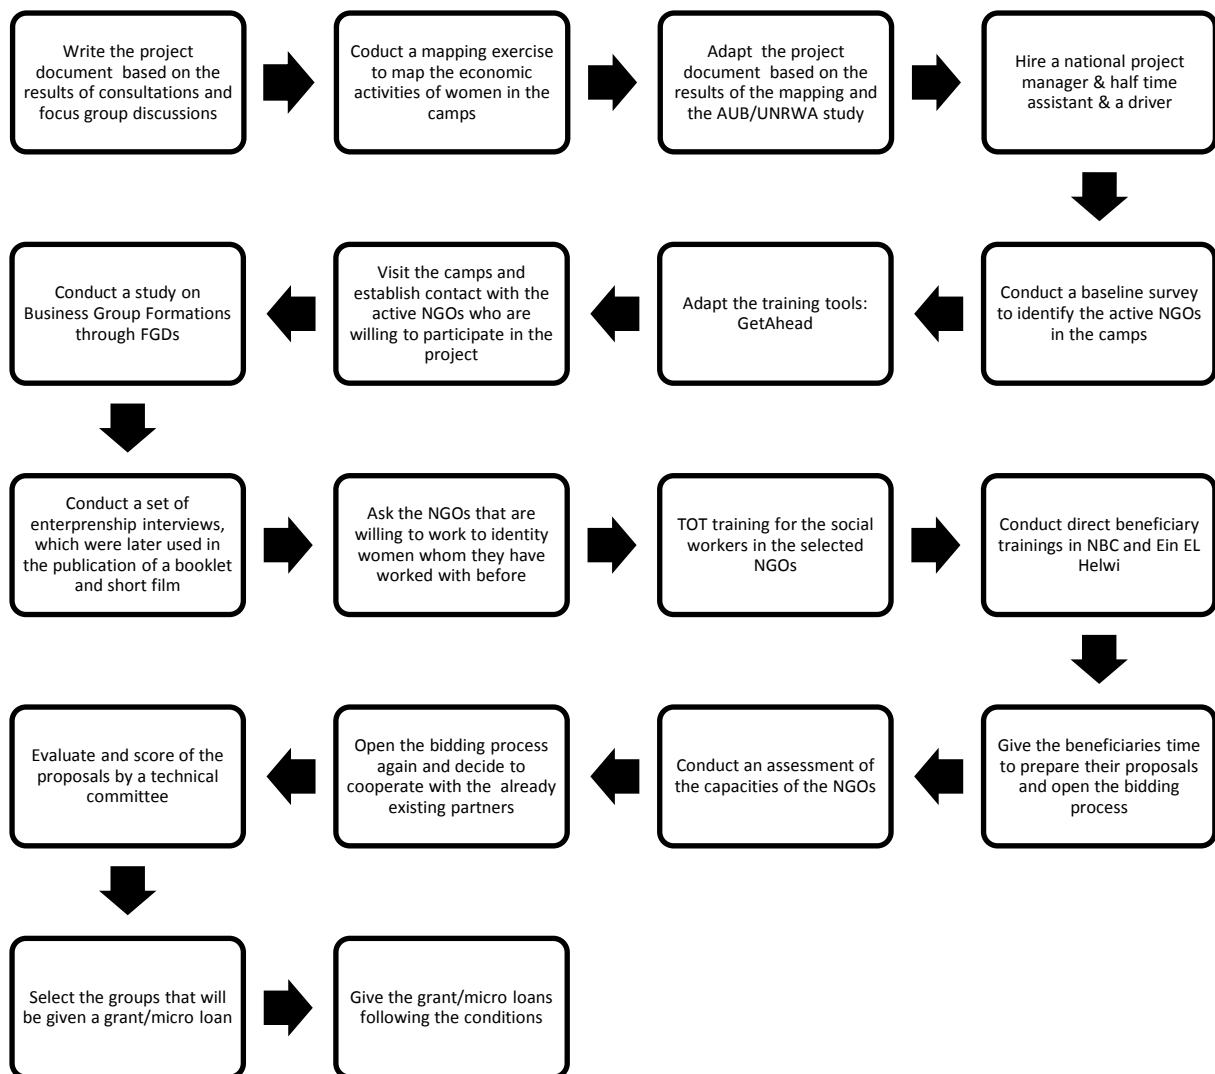 Write the project
document based on the
results of consultations and
focus group discussions
Coduct a mapping exercise
to map the economic
activities of women in the
camps
Adapt the project
document based on the
results of the mapping and
the AUB/UNRWA study
Hire a national project
manager & half time
assistant & a driver
Conduct a baseline survey
to identify the active NGOs
in the camps
Adapt the training tools:
GetAhead
Visit the camps and
establish contact with the
active NGOs who are
willing to participate in the
project
Conduct a study on
Business Group Formations
through FGDs
Conduct a set of
enterprenship interviews,
which were later used in
the publication of a booklet
and short film
Ask the NGOs that are
willing to work to identity
women whom they have
worked with before
TOT training for the social
workers in the selected
NGOs
Conduct direct beneficiary
trainings in NBC and Ein EL
Helwi
Give the beneficiaries time
to prepare their proposals
and open the bidding
process
Conduct an assessment of
the capacities of the NGOs
Open the bidding process
again and decide to
cooperate with the already
existing partners
Evaluate and score of the
proposals by a technical
committee
Select the groups that will
be given a grant/micro loan
Give the grant/micro loans
following the conditions